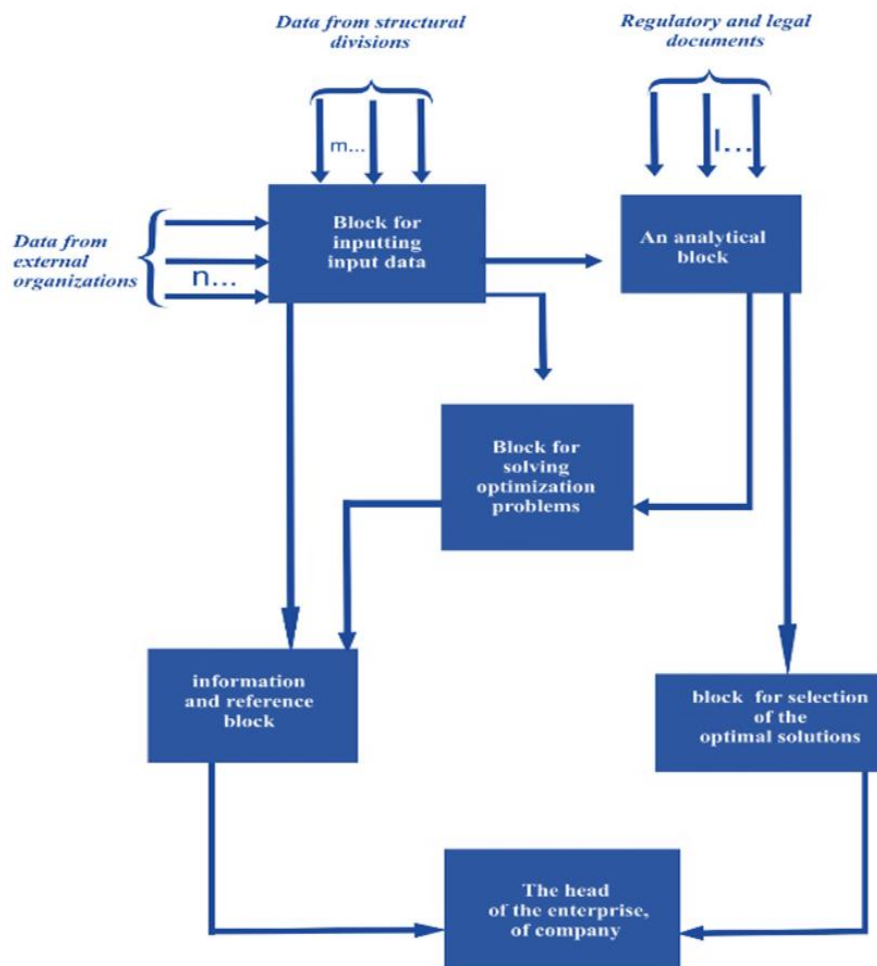 Data from structural
divisions
Regulatory and legal
documents
m...
l...
Block for
inputting
input data
An analytical
block
Data from
external
organizations
n...
Block for
solving
optimization
problems
information
and reference
block
block for selection
of the
optimal solutions
The head
of the enterprise,
of company